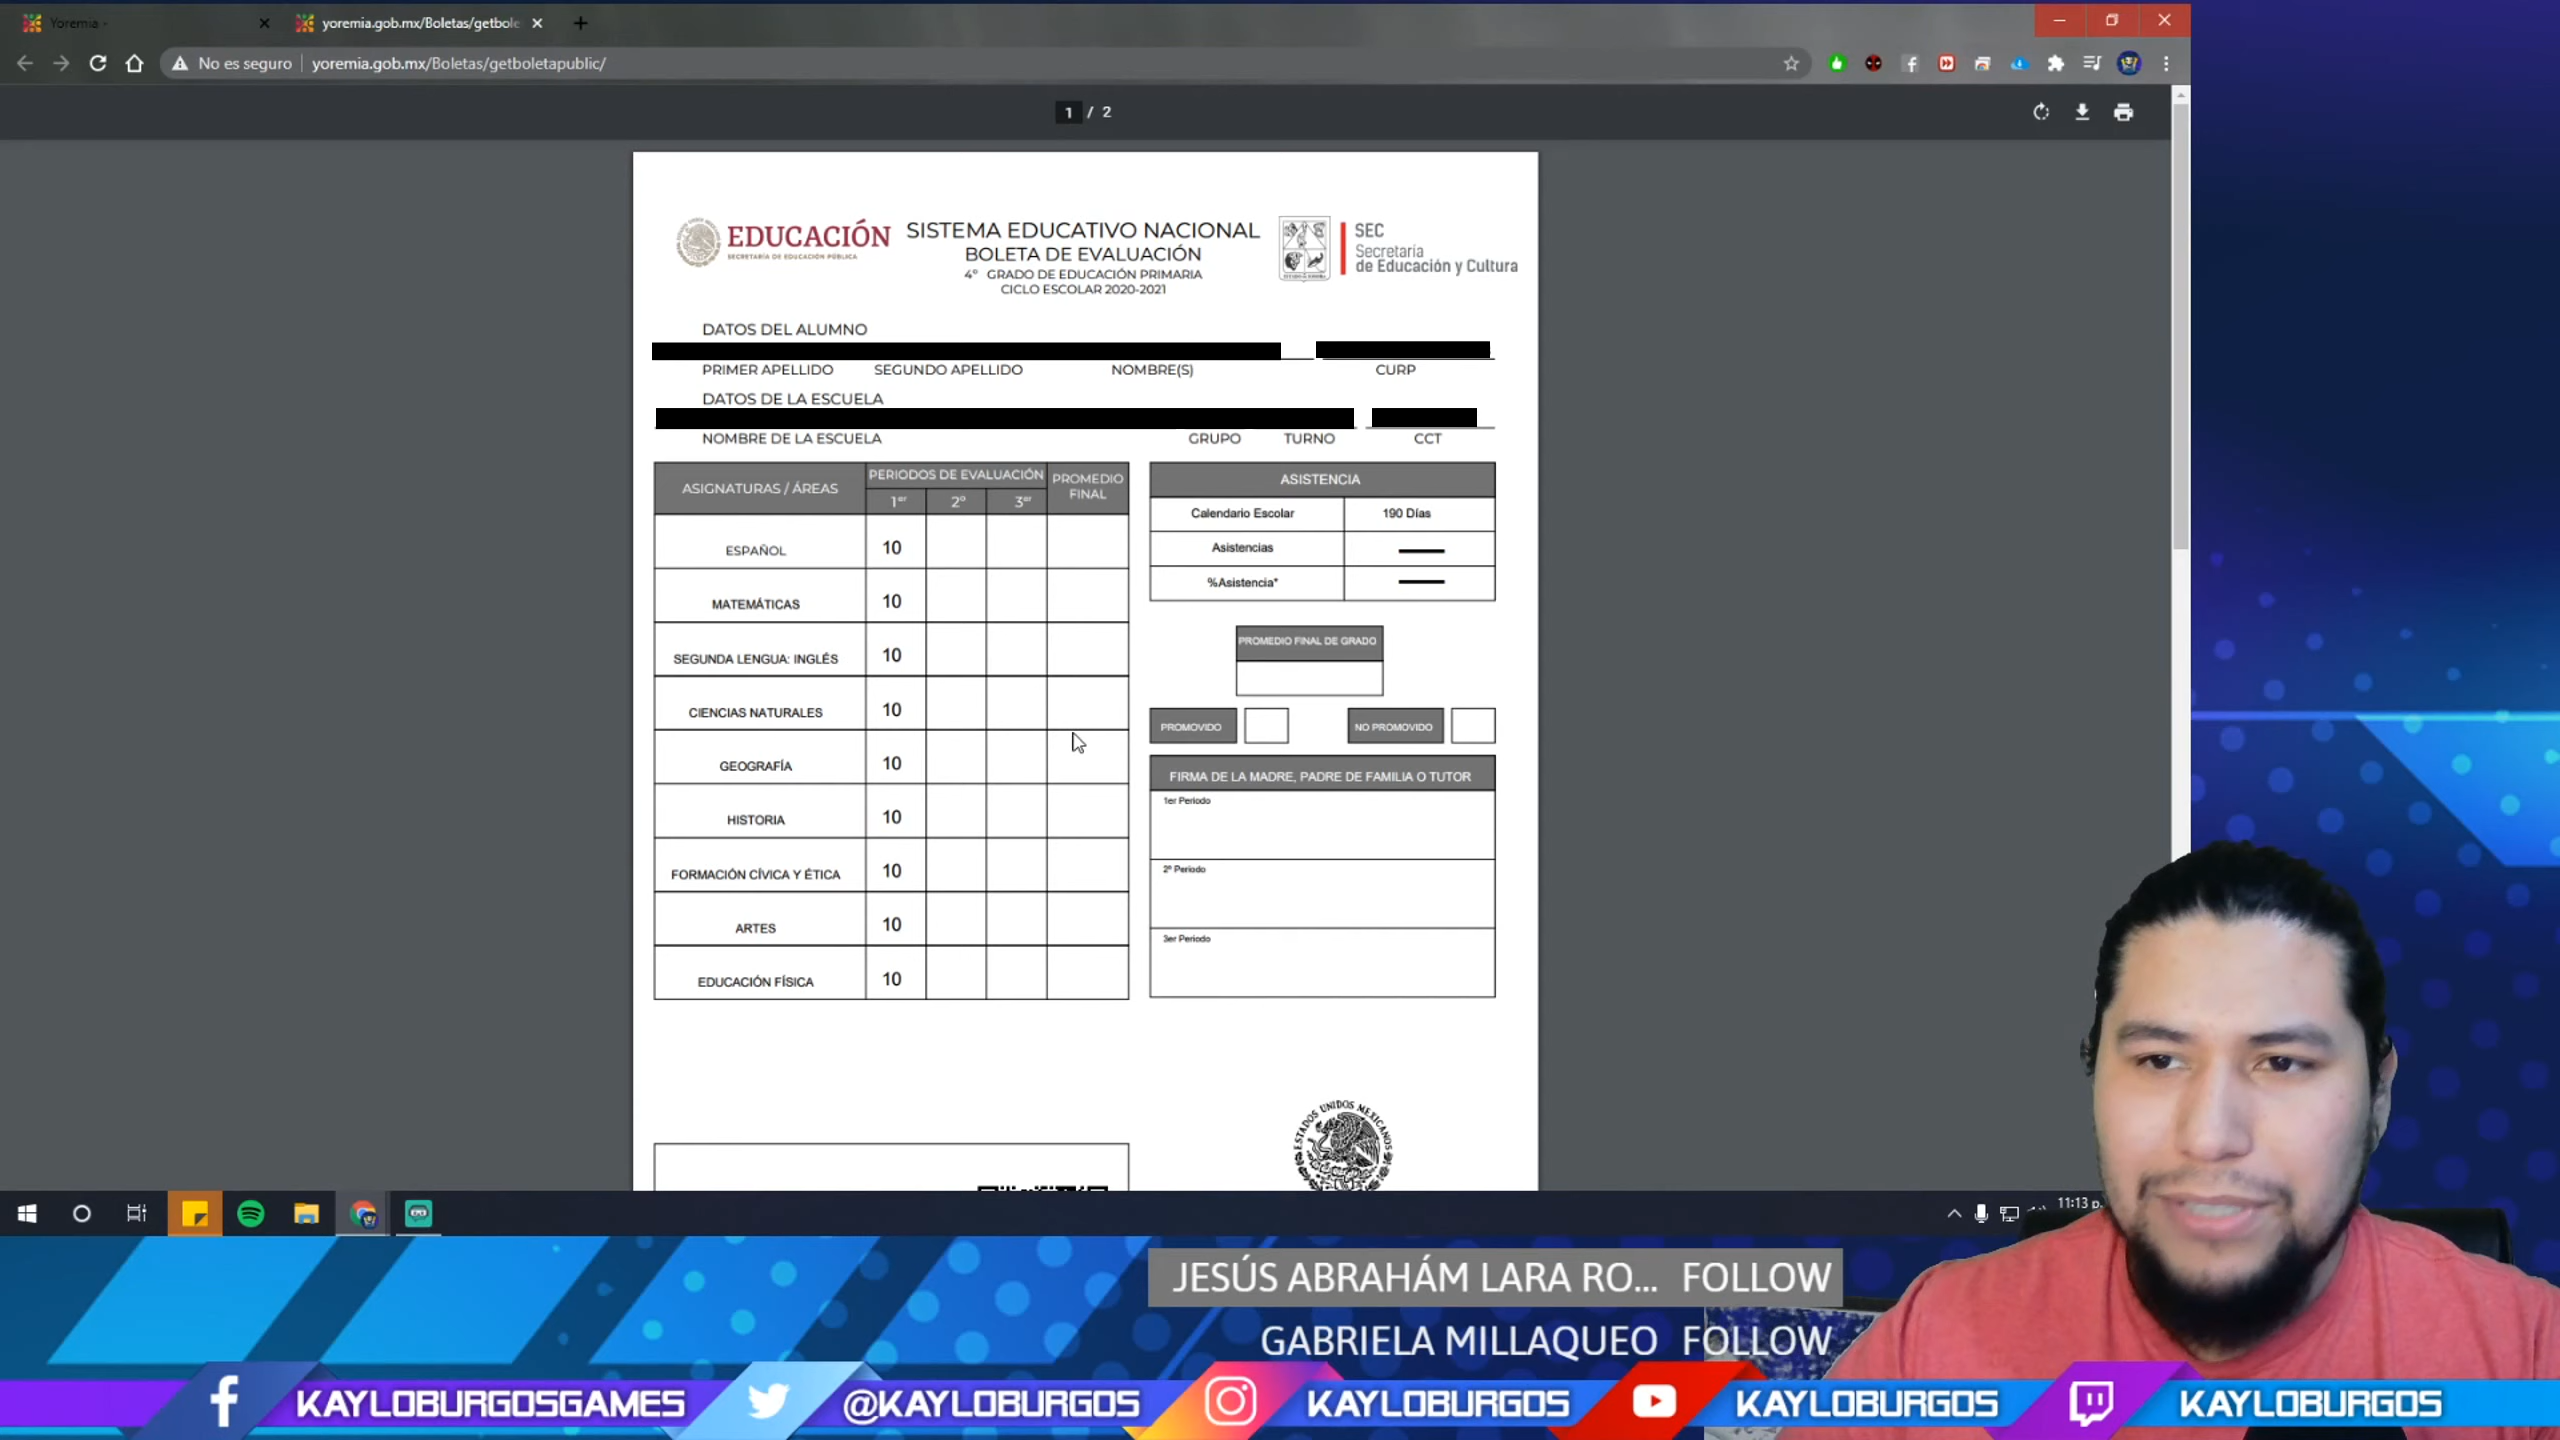 Yoremia -
yoremia.gob.mx/Boletas/getbole
No es seguro
yoremia.gob.mx/Boletas/getboletapublic/
1 / 2
EDUCACIÓN
SECRETARÍA DE EDUCACIÓN PÚBLICA
SISTEMA EDUCATIVO NACIONAL
BOLETA DE EVALUACIÓN
4º GRADO DE EDUCACIÓN PRIMARIA
CICLO ESCOLAR 2020-2021
SEC
Secretaría
de Educación y Cultura
DATOS DEL ALUMNO
PRIMER APELLIDO SEGUNDO APELLIDO NOMBRE(S) CURP
DATOS DE LA ESCUELA
NOMBRE DE LA ESCUELA GRUPO TURNO CCT
ASIGNATURAS / ÁREAS
PERIODOS DE EVALUACIÓN
1er 2º 3er
PROMEDIO
FINAL
ESPAÑOL 10
MATEMÁTICAS 10
SEGUNDA LENGUA: INGLÉS 10
CIENCIAS NATURALES 10
GEOGRAFÍA 10
HISTORIA 10
FORMACIÓN CÍVICA Y ÉTICA 10
ARTES 10
EDUCACIÓN FÍSICA 10
ASISTENCIA
Calendario Escolar 190 Días
Asistencias
%Asistencia*
PROMEDIO FINAL DE GRADO
PROMOVIDO NO PROMOVIDO
FIRMA DE LA MADRE, PADRE DE FAMILIA O TUTOR
1er Periodo
2º Periodo
3er Periodo
ESTADOS UNIDOS MEXICANOS
11:13 p.
JESÚS ABRAHÁM LARA RO... FOLLOW
GABRIELA MILLAQUEO FOLLOW
KAYLOBURGOSGAMES @KAYLOBURGOS KAYLOBURGOS KAYLOBURGOS KAYLOBURGOS